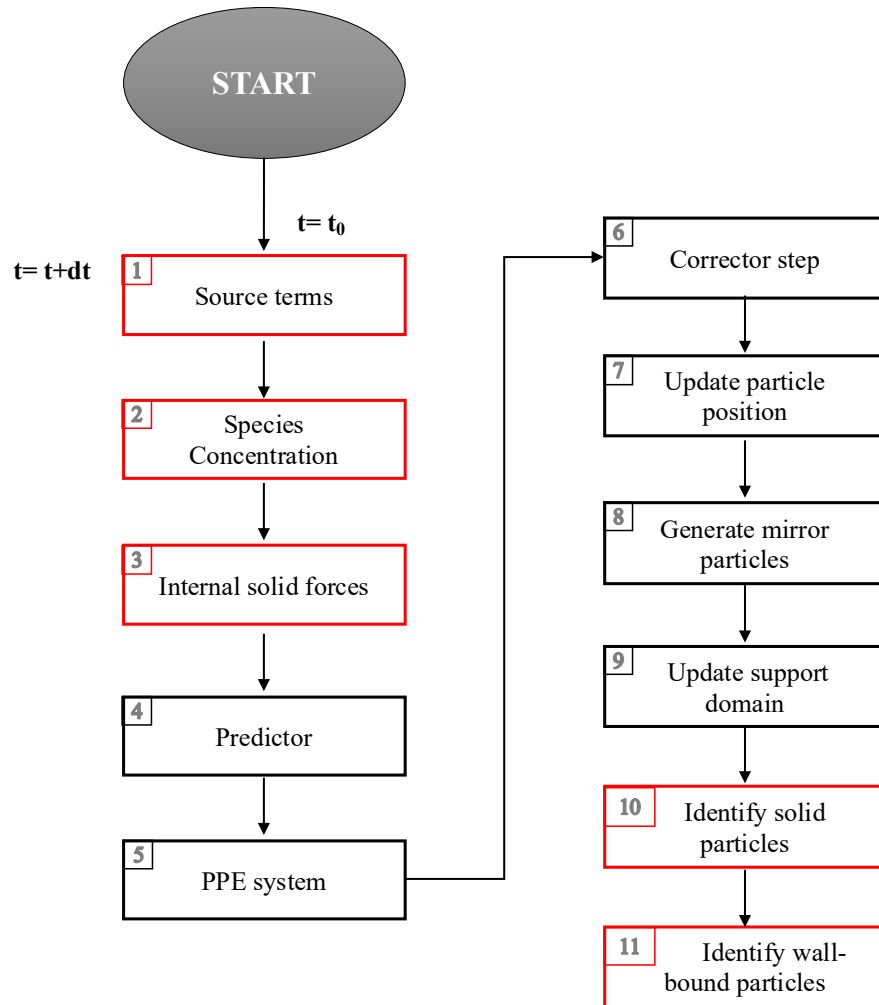 START
t= t₀
t= t+dt
1
Source terms
2
Species
Concentration
3
Internal solid forces
4
Predictor
5
PPE system
6
Corrector step
7
Update particle
position
8
Generate mirror
particles
9
Update support
domain
10
Identify solid
particles
11
Identify wall-
bound particles